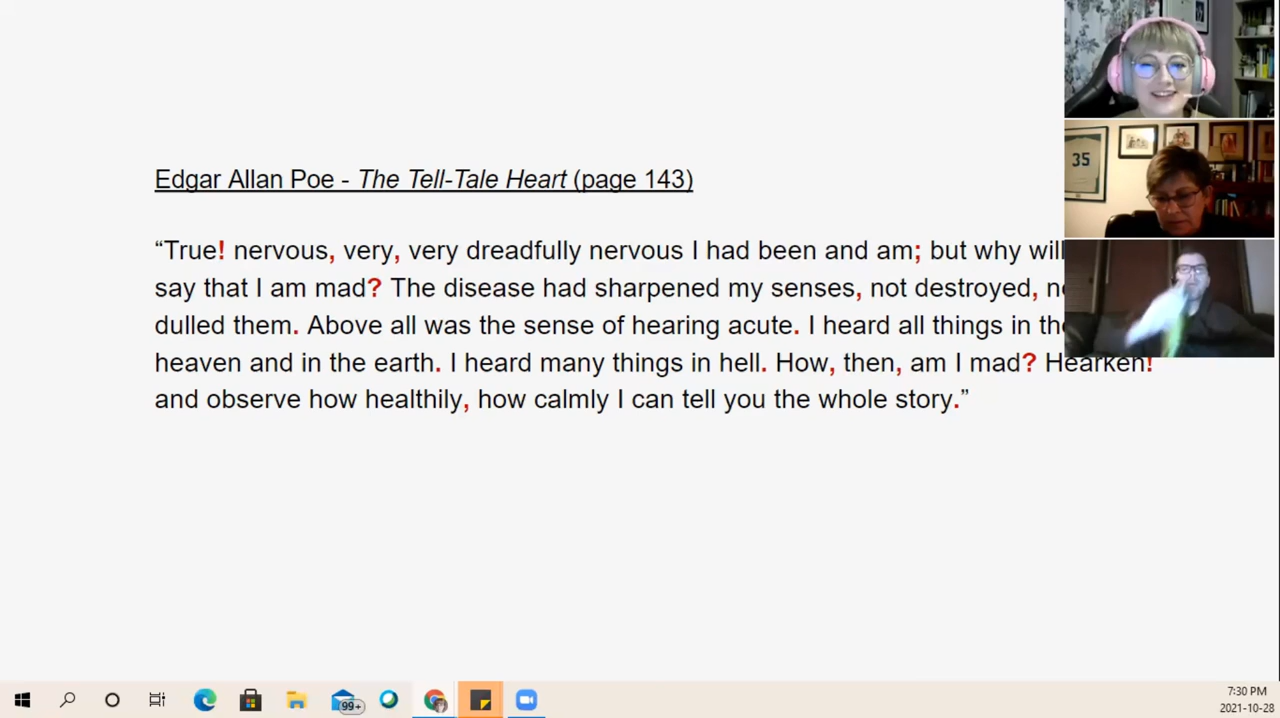 Edgar Allan Poe - The Tell-Tale Heart (page 143)
“True! nervous, very, very dreadfully nervous I had been and am; but why will
say that I am mad? The disease had sharpened my senses, not destroyed,
dulled them. Above all was the sense of hearing acute. I heard all things in
heaven and in the earth. I heard many things in hell. How, then, am I mad? Hearken!
and observe how healthily, how calmly I can tell you the whole story.”
35
99+
7:30 PM
2021-10-28